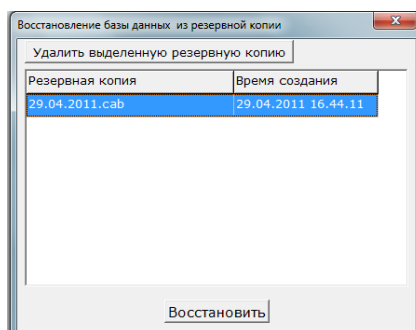 Восстановление базы данных из резервной копии
Удалить выделенную резервную копию
Резервная копия Время создания
29.04.2011.cab 29.04.2011 16.44.11
Восстановить